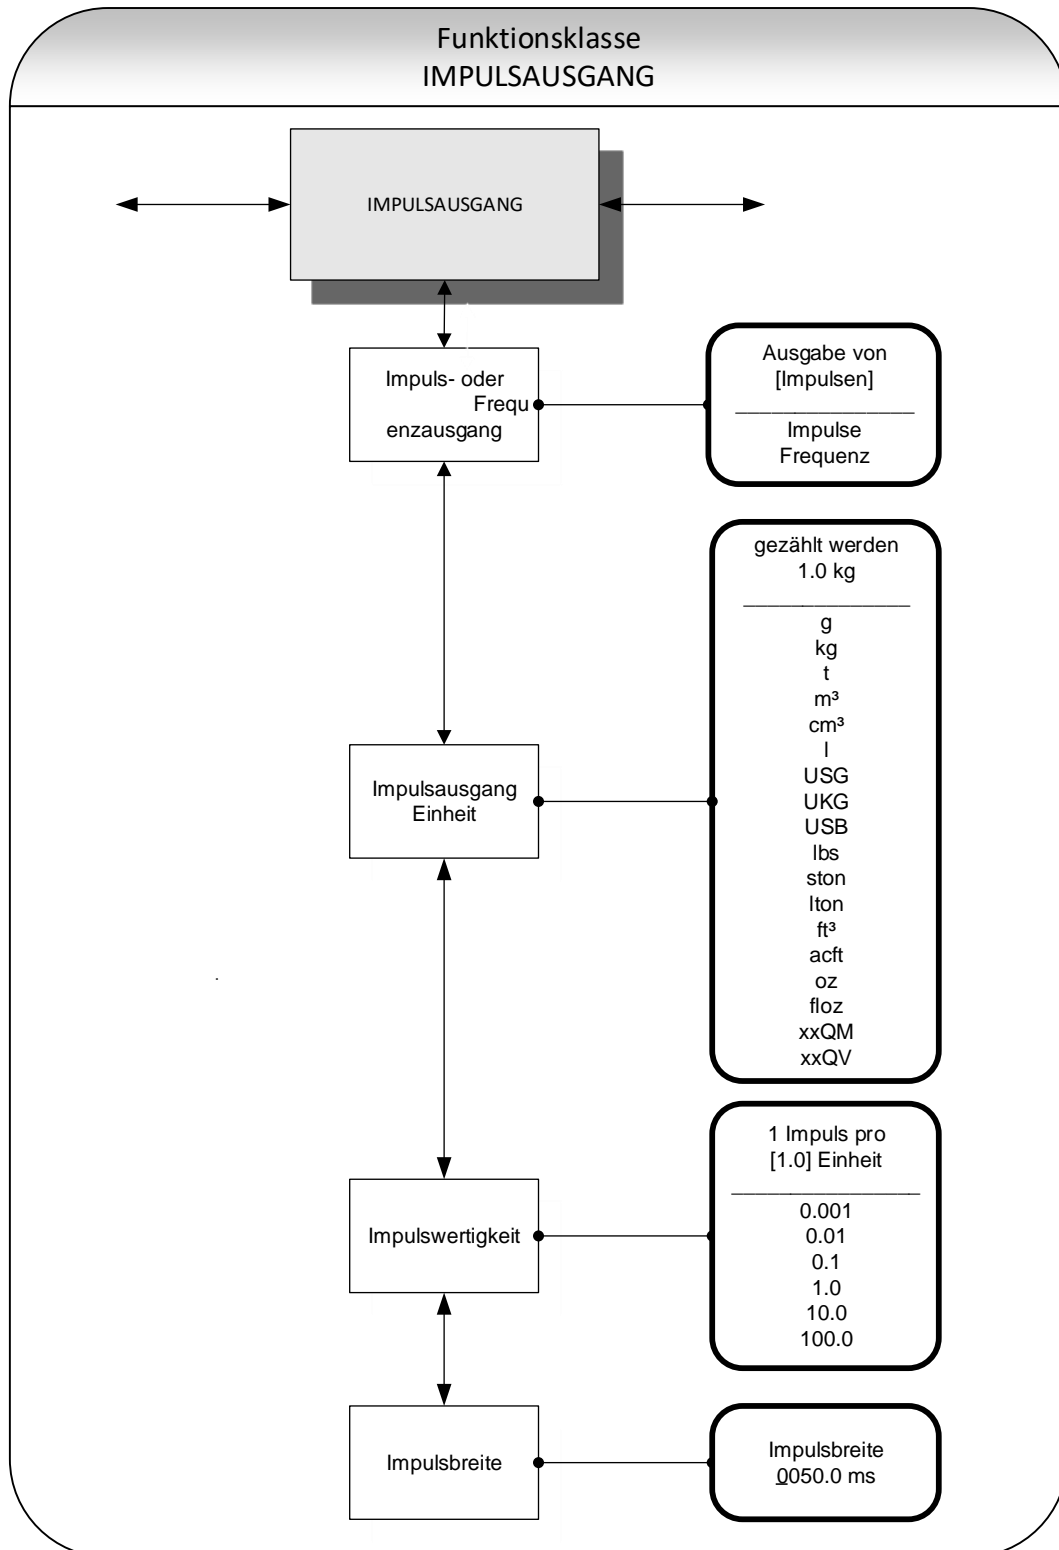 Funktionsklasse
IMPULSAUSGANG
IMPULSAUSGANG
Impuls- oder
Frequ
enzausgang
Ausgabe von
[Impulsen]
Impulse
Frequenz
gezählt werden
1.0 kg
g
kg
t
m³
cm³
l
USG
UKG
USB
lbs
ston
lton
ft³
acft
oz
floz
xxQM
xxQV
Impulsausgang
Einheit
.
1 Impuls pro
[1.0] Einheit
0.001
0.01
0.1
1.0
10.0
100.0
Impulswertigkeit
Impulsbreite
Impulsbreite
0050.0 ms